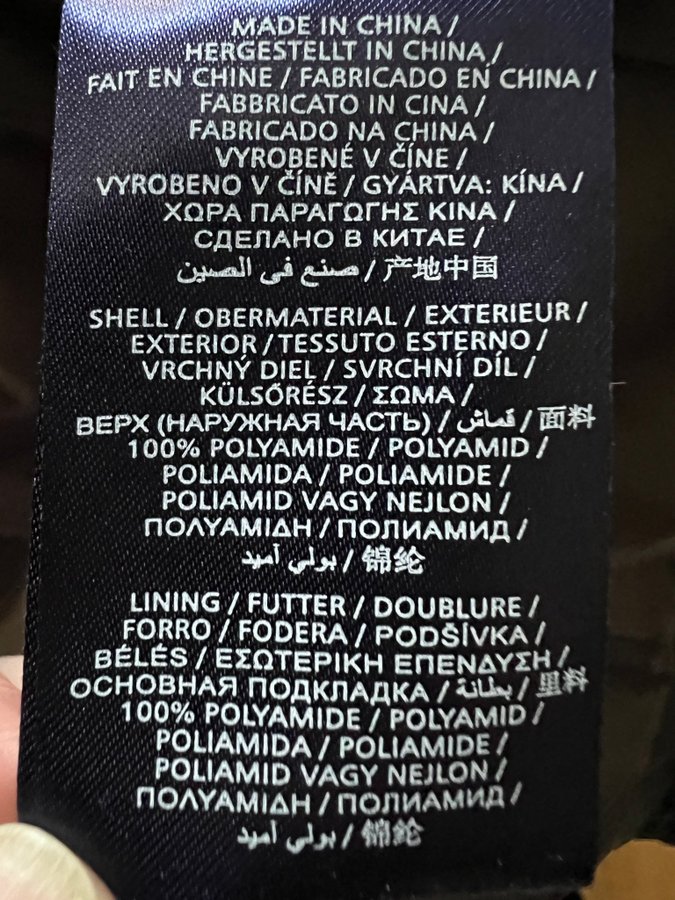 MADE IN CHINA /
HERGESTELLT IN CHINA /
FAIT EN CHINE / FABRICADO EN CHINA /
FABBRICATO IN CINA /
FABRICADO NA CHINA /
VYROBENÉ V ČÍNE /
VYROBENO V ČÍNĚ / GYÁRTVA: KÍNA /
ΧΩΡΑ ΠΑΡΑΓΩΓΗΣ ΚΙΝΑ /
СДЕЛАНО В КИТАЕ /
صنع فى الصين / 产地中国
SHELL / OBERMATERIAL / EXTERIEUR /
EXTERIOR / TESSUTO ESTERNO /
VRCHNÝ DIEL / SVRCHNÍ DÍL /
KÜLSŐRÉSZ / ΣΩΜΑ /
ВЕРХ (НАРУЖНАЯ ЧАСТЬ) / قماش / 面料
100% POLYAMIDE / POLYAMID /
POLIAMIDA / POLIAMIDE /
POLIAMID VAGY NEJLON /
ΠΟΛΥΑΜΙΔΗ / ПОЛИАМИД /
بولي أميد / 锦纶
LINING / FUTTER / DOUBLURE /
FORRO / FODERA / PODŠÍVKA /
BÉLÉS / ΕΣΩΤΕΡΙΚΗ ΕΠΕΝΔΥΣΗ /
ОСНОВНАЯ ПОДКЛАДКА / بطانة / 里料
100% POLYAMIDE / POLYAMID /
POLIAMIDA / POLIAMIDE /
POLIAMID VAGY NEJLON /
ΠΟΛΥΑΜΙΔΗ / ПОЛИАМИД /
بولي أميد / 锦纶